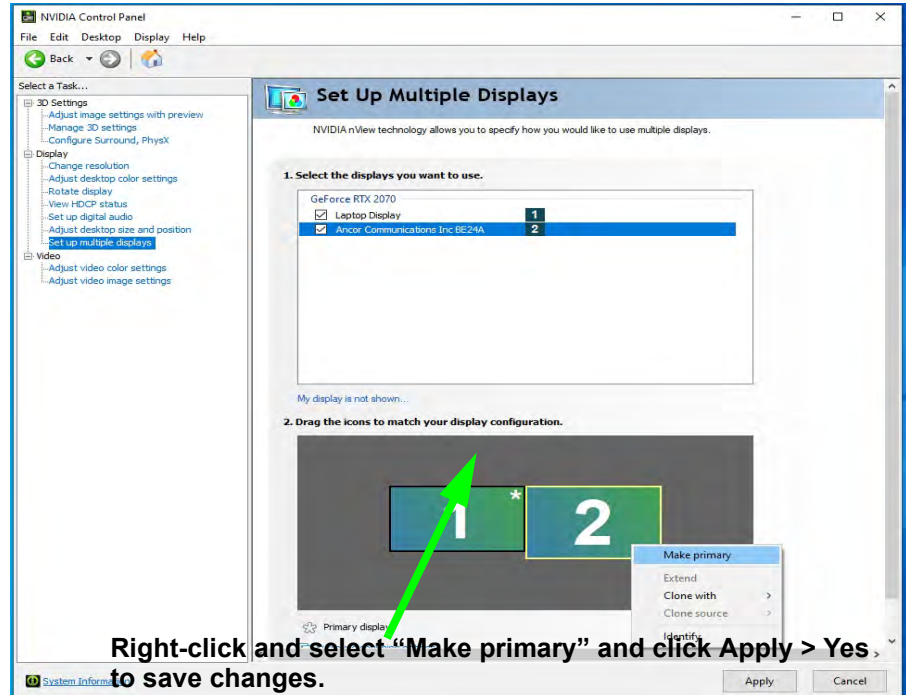 NVIDIA Control Panel
File Edit Desktop Display Help
Back
Select a Task...
3D Settings
Adjust image settings with preview
Manage 3D settings
Configure Surround, PhysX
Display
Change resolution
Adjust desktop color settings
Rotate display
View HDCP status
Set up digital audio
Adjust desktop size and position
Set up multiple displays
Video
Adjust video color settings
Adjust video image settings
Set Up Multiple Displays
NVIDIA nView technology allows you to specify how you would like to use multiple displays.
1. Select the displays you want to use.
GeForce RTX 2070
Laptop Display 1
Ancor Communications Inc BE24A 2
My display is not shown...
2. Drag the icons to match your display configuration.
1 * 2
Make primary
Extend
Clone with >
Clone source >
Identify
Primary display
Right-click and select “Make primary” and click Apply > Yes
to save changes.
System
Apply Cancel